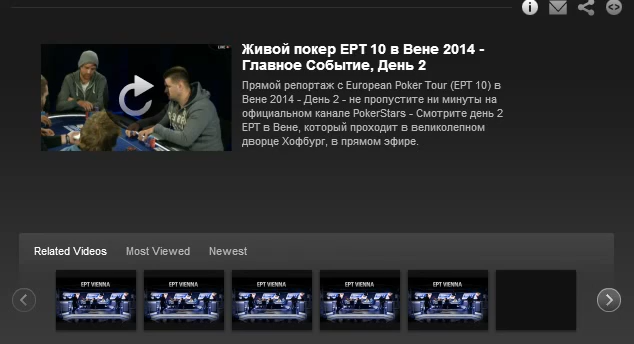 Живой покер EPT 10 в Вене 2014 -
Главное Событие, День 2
Прямой репортаж с European Poker Tour (EPT 10) в
Вене 2014 - День 2 - не пропустите ни минуты на
официальном канале PokerStars - Смотрите день 2
EPT в Вене, который проходит в великолепном
дворце Хофбург, в прямом эфире.
Related Videos Most Viewed Newest
EPT VIENNA EPT VIENNA EPT VIENNA EPT VIENNA EPT VIENNA